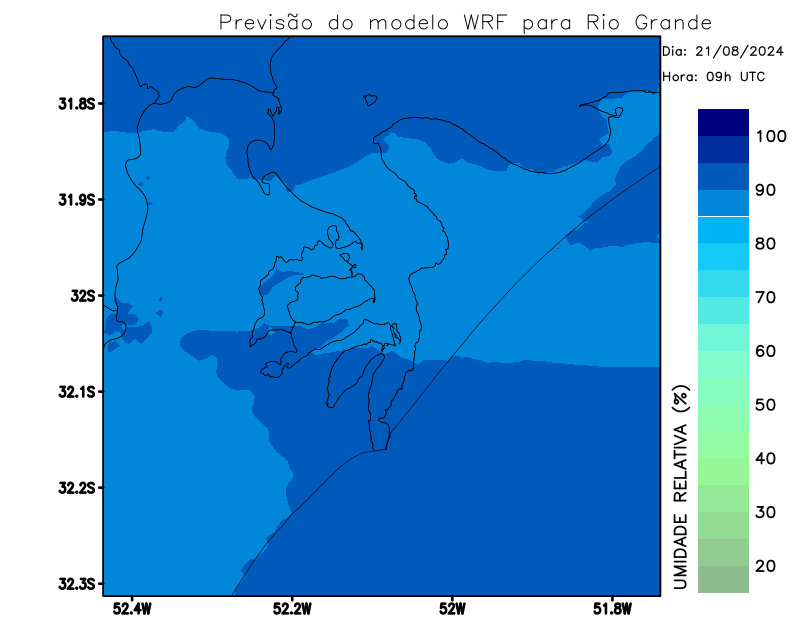 Previsão do modelo WRF para Rio Grande
Dia: 21/08/2024
Hora: 09h UTC
31.8S
31.9S
32S
32.1S
32.2S
32.3S
52.4W
52.2W
52W
51.8W
100
90
80
70
60
50
40
30
20
UMIDADE RELATIVA (%)